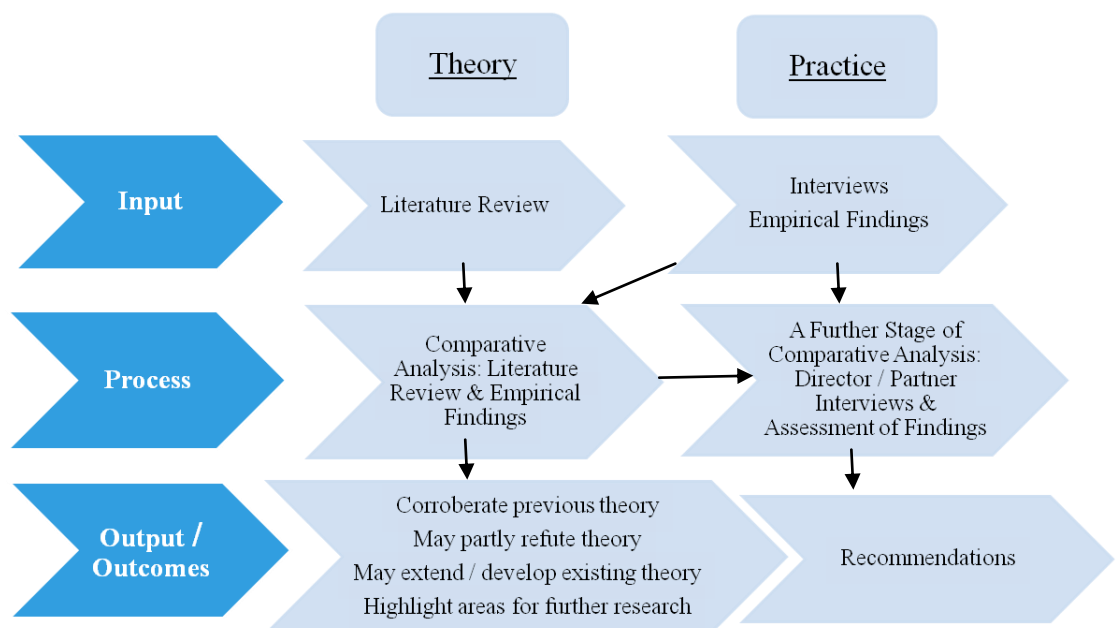 Theory
Practice
Input
Literature Review
Interviews
Empirical Findings
Process
Comparative
Analysis: Literature
Review & Empirical
Findings
A Further Stage of
Comparative Analysis:
Director / Partner
Interviews &
Assessment of Findings
Output /
Outcomes
Corroberate previous theory
May partly refute theory
May extend / develop existing theory
Highlight areas for further research
Recommendations